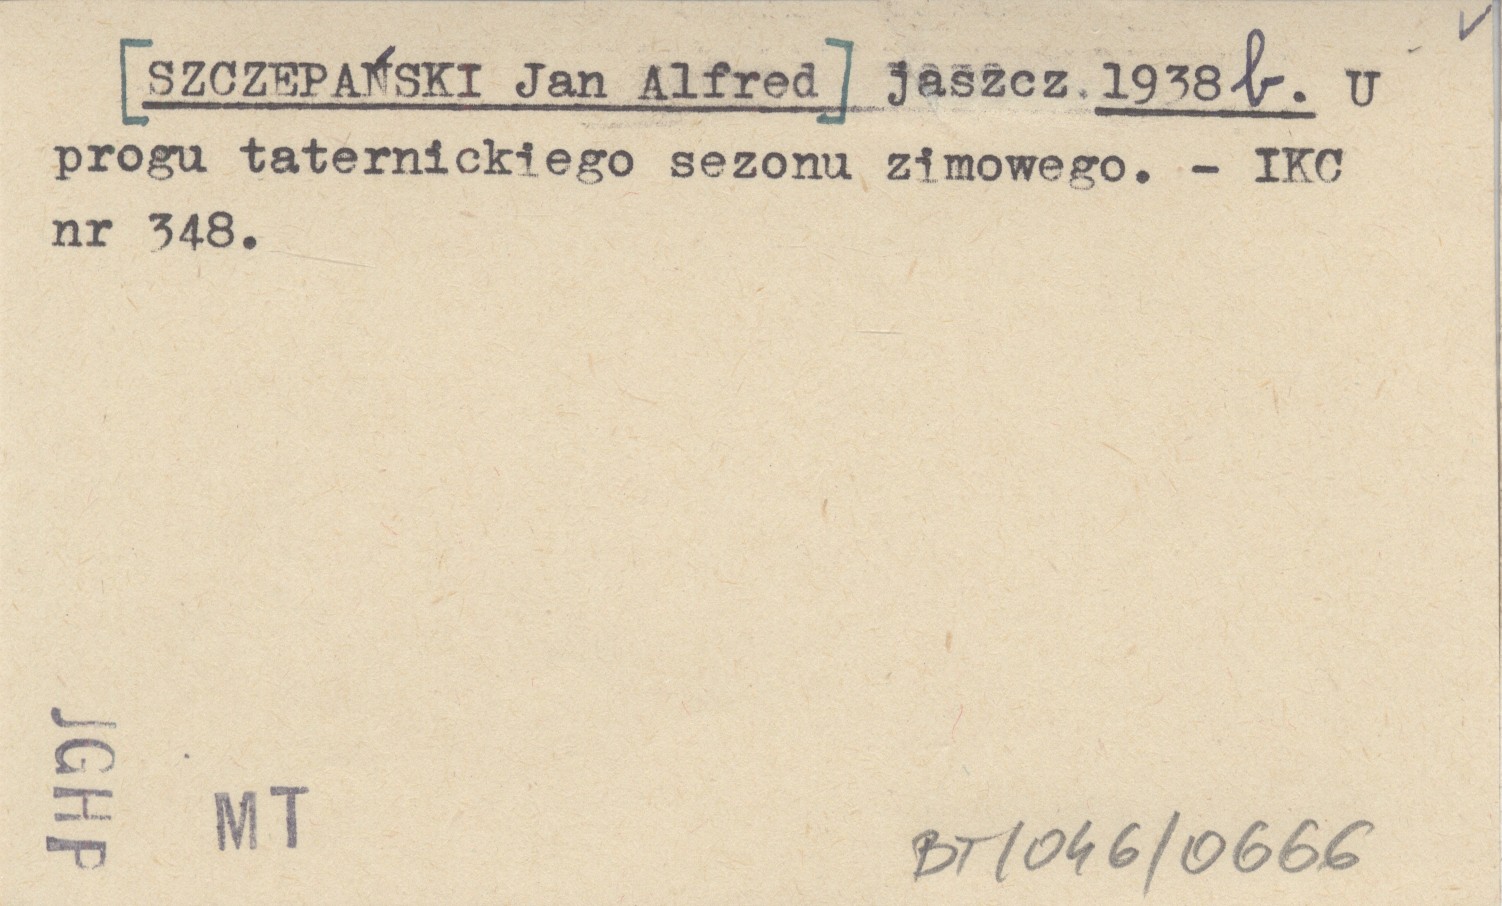 [SZCZEPAŃSKI Jan Alfred] jaszcz. 1938 b. U
progu taternickiego sezonu zimowego. - IKC
nr 348.
JGHP
MT
BT/046/0666